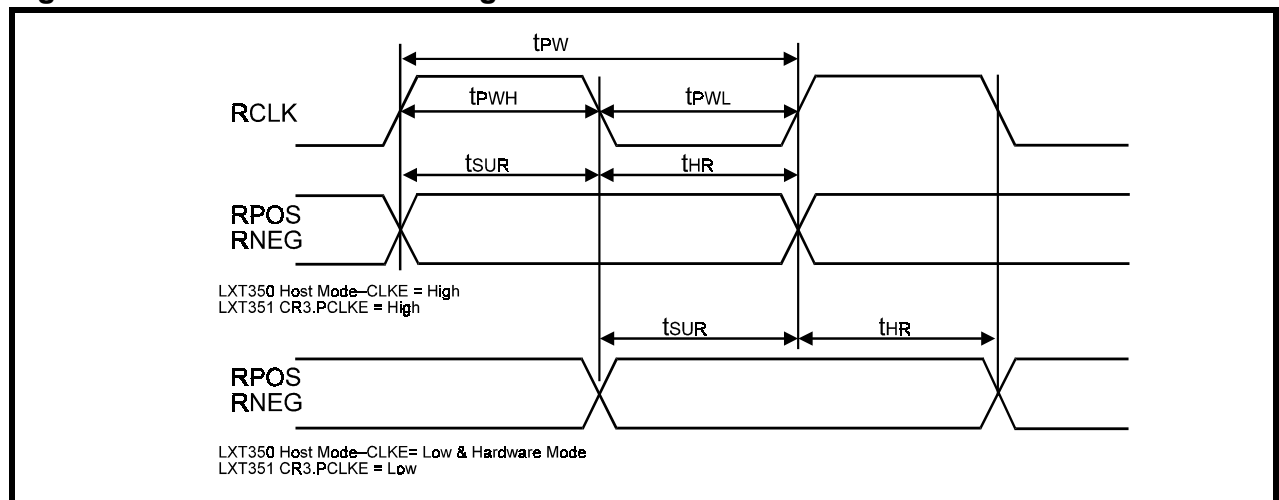 tPW
RCLK
tPWH
tPWL
tSUR
tHR
RPOS
RNEG
LXT350 Host Mode–CLKE = High
LXT351 CR3.PCLKE = High
tSUR
tHR
RPOS
RNEG
LXT350 Host Mode–CLKE= Low & Hardware Mode
LXT351 CR3.PCLKE = Low